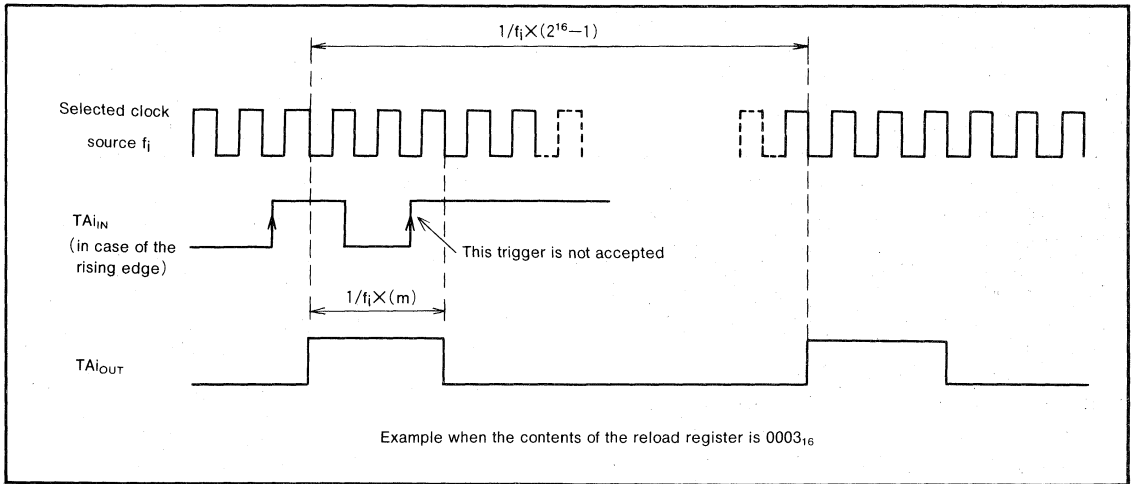 1/fi×(2¹⁶−1)
Selected clock
source fi
TAiIN
(in case of the
rising edge)
This trigger is not accepted
1/fi×(m)
TAiOUT
Example when the contents of the reload register is 0003₁₆